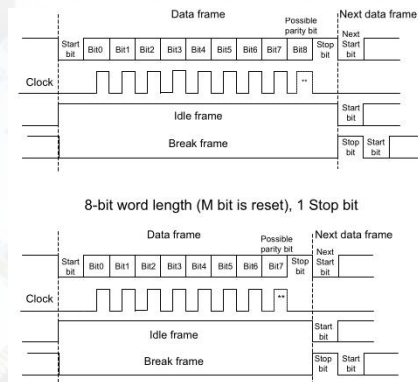 Data frame Next data frame
Possible parity bit
Next Start bit
Start bit Bit0 Bit1 Bit2 Bit3 Bit4 Bit5 Bit6 Bit7 Bit8 Stop bit
Clock **
Idle frame Start bit
Break frame Stop bit Start bit
8-bit word length (M bit is reset), 1 Stop bit
Data frame Next data frame
Possible parity bit
Next Start bit
Start bit Bit0 Bit1 Bit2 Bit3 Bit4 Bit5 Bit6 Bit7 Stop bit
Clock **
Idle frame Start bit
Break frame Stop bit Start bit